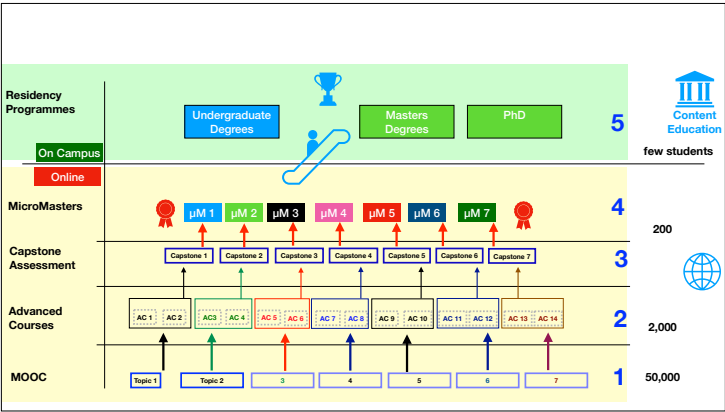 Residency
Programmes
Undergraduate
Degrees
Masters
Degrees
PhD
5
Content
Education
On Campus
few students
Online
MicroMasters
µM 1
µM 2
µM 3
µM 4
µM 5
µM 6
µM 7
4
200
Capstone
Assessment
Capstone 1
Capstone 2
Capstone 3
Capstone 4
Capstone 5
Capstone 6
Capstone 7
3
Advanced
Courses
AC 1
AC 2
AC3
AC 4
AC 5
AC 6
AC 7
AC 8
AC 9
AC 10
AC 11
AC 12
AC 13
AC 14
2
2,000
MOOC
Topic 1
Topic 2
3
4
5
6
7
1
50,000